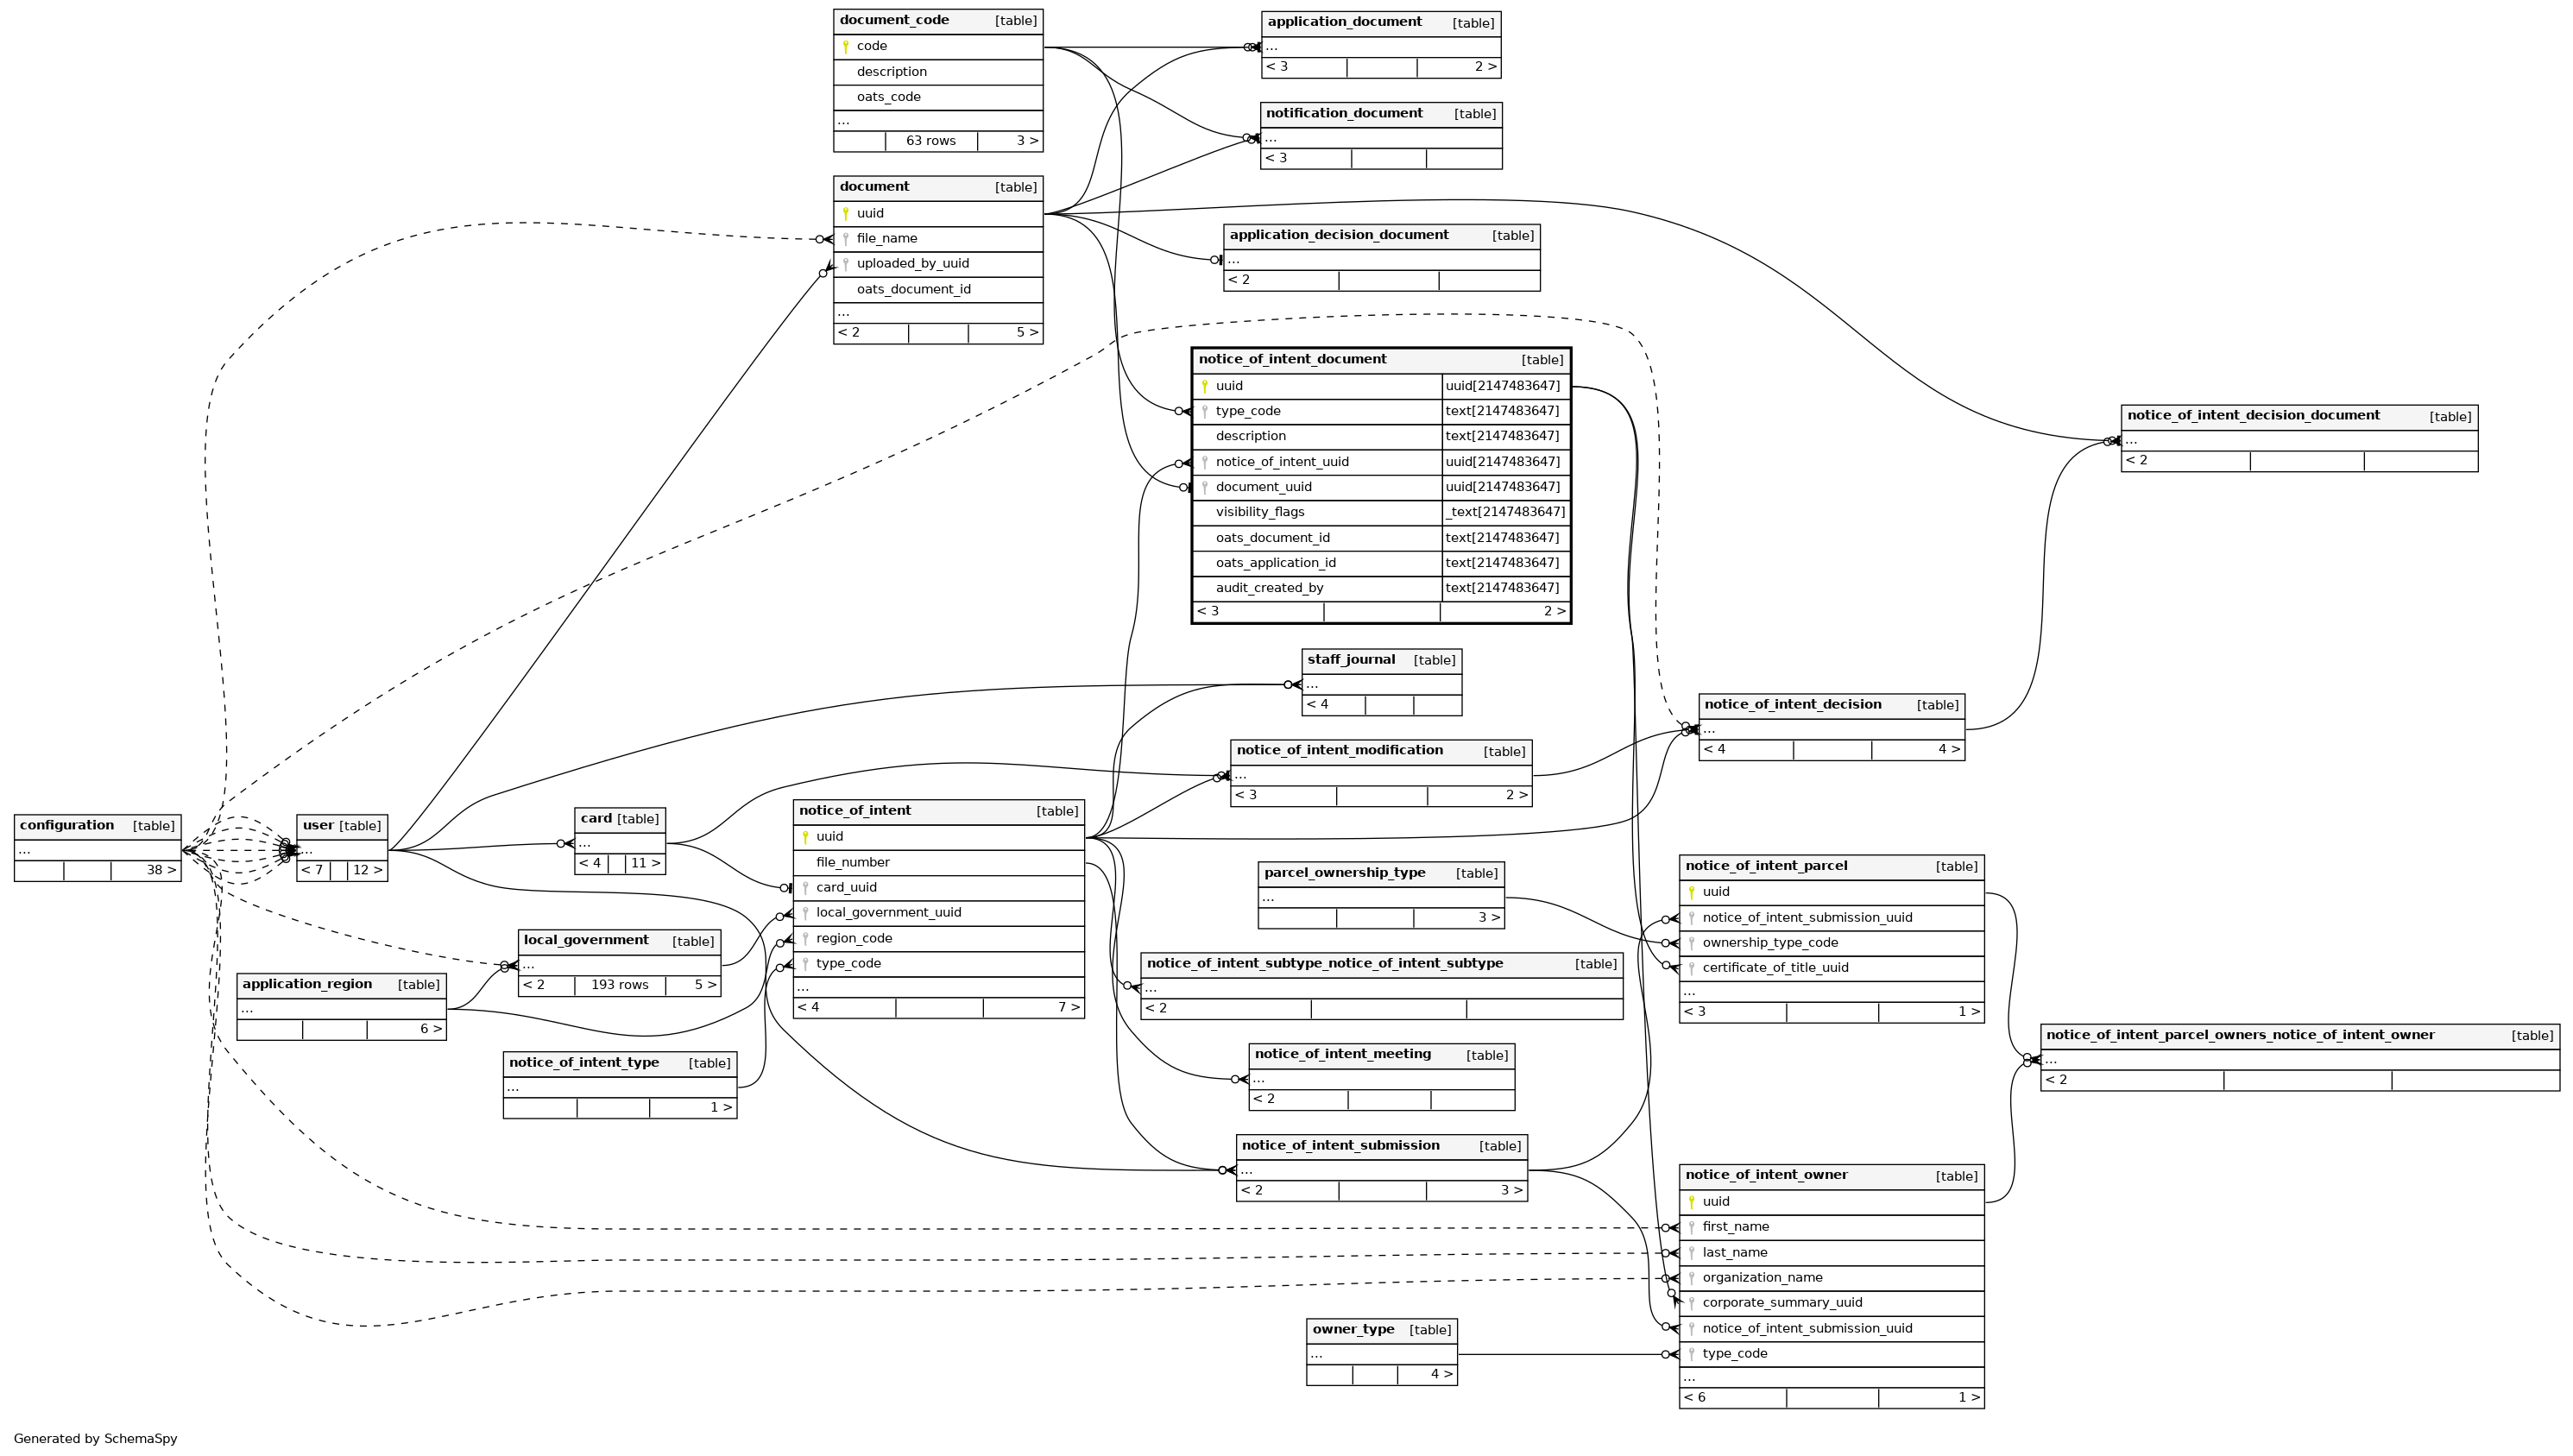 document_code [table]
code
description
oats_code
...
63 rows 3 >
document [table]
uuid
file_name
uploaded_by_uuid
oats_document_id
...
< 2 5 >
application_document [table]
...
< 3 2 >
notification_document [table]
...
< 3
application_decision_document [table]
...
< 2
notice_of_intent_document [table]
uuid uuid[2147483647]
type_code text[2147483647]
description text[2147483647]
notice_of_intent_uuid uuid[2147483647]
document_uuid uuid[2147483647]
visibility_flags _text[2147483647]
oats_document_id text[2147483647]
oats_application_id text[2147483647]
audit_created_by text[2147483647]
< 3 2 >
notice_of_intent_decision_document [table]
...
< 2
staff_journal [table]
...
< 4
notice_of_intent_decision [table]
...
< 4 4 >
notice_of_intent_modification [table]
...
< 3 2 >
configuration [table]
...
38 >
user [table]
...
< 7 12 >
card [table]
...
< 4 11 >
notice_of_intent [table]
uuid
file_number
card_uuid
local_government_uuid
region_code
type_code
...
< 4 7 >
local_government [table]
...
< 2 193 rows 5 >
application_region [table]
...
6 >
notice_of_intent_type [table]
...
1 >
parcel_ownership_type [table]
...
3 >
notice_of_intent_subtype_notice_of_intent_subtype [table]
...
< 2
notice_of_intent_meeting [table]
...
< 2
notice_of_intent_submission [table]
...
< 2 3 >
notice_of_intent_parcel [table]
uuid
notice_of_intent_submission_uuid
ownership_type_code
certificate_of_title_uuid
...
< 3 1 >
notice_of_intent_parcel_owners_notice_of_intent_owner [table]
...
< 2
notice_of_intent_owner [table]
uuid
first_name
last_name
organization_name
corporate_summary_uuid
notice_of_intent_submission_uuid
type_code
...
< 6 1 >
owner_type [table]
...
4 >
Generated by SchemaSpy